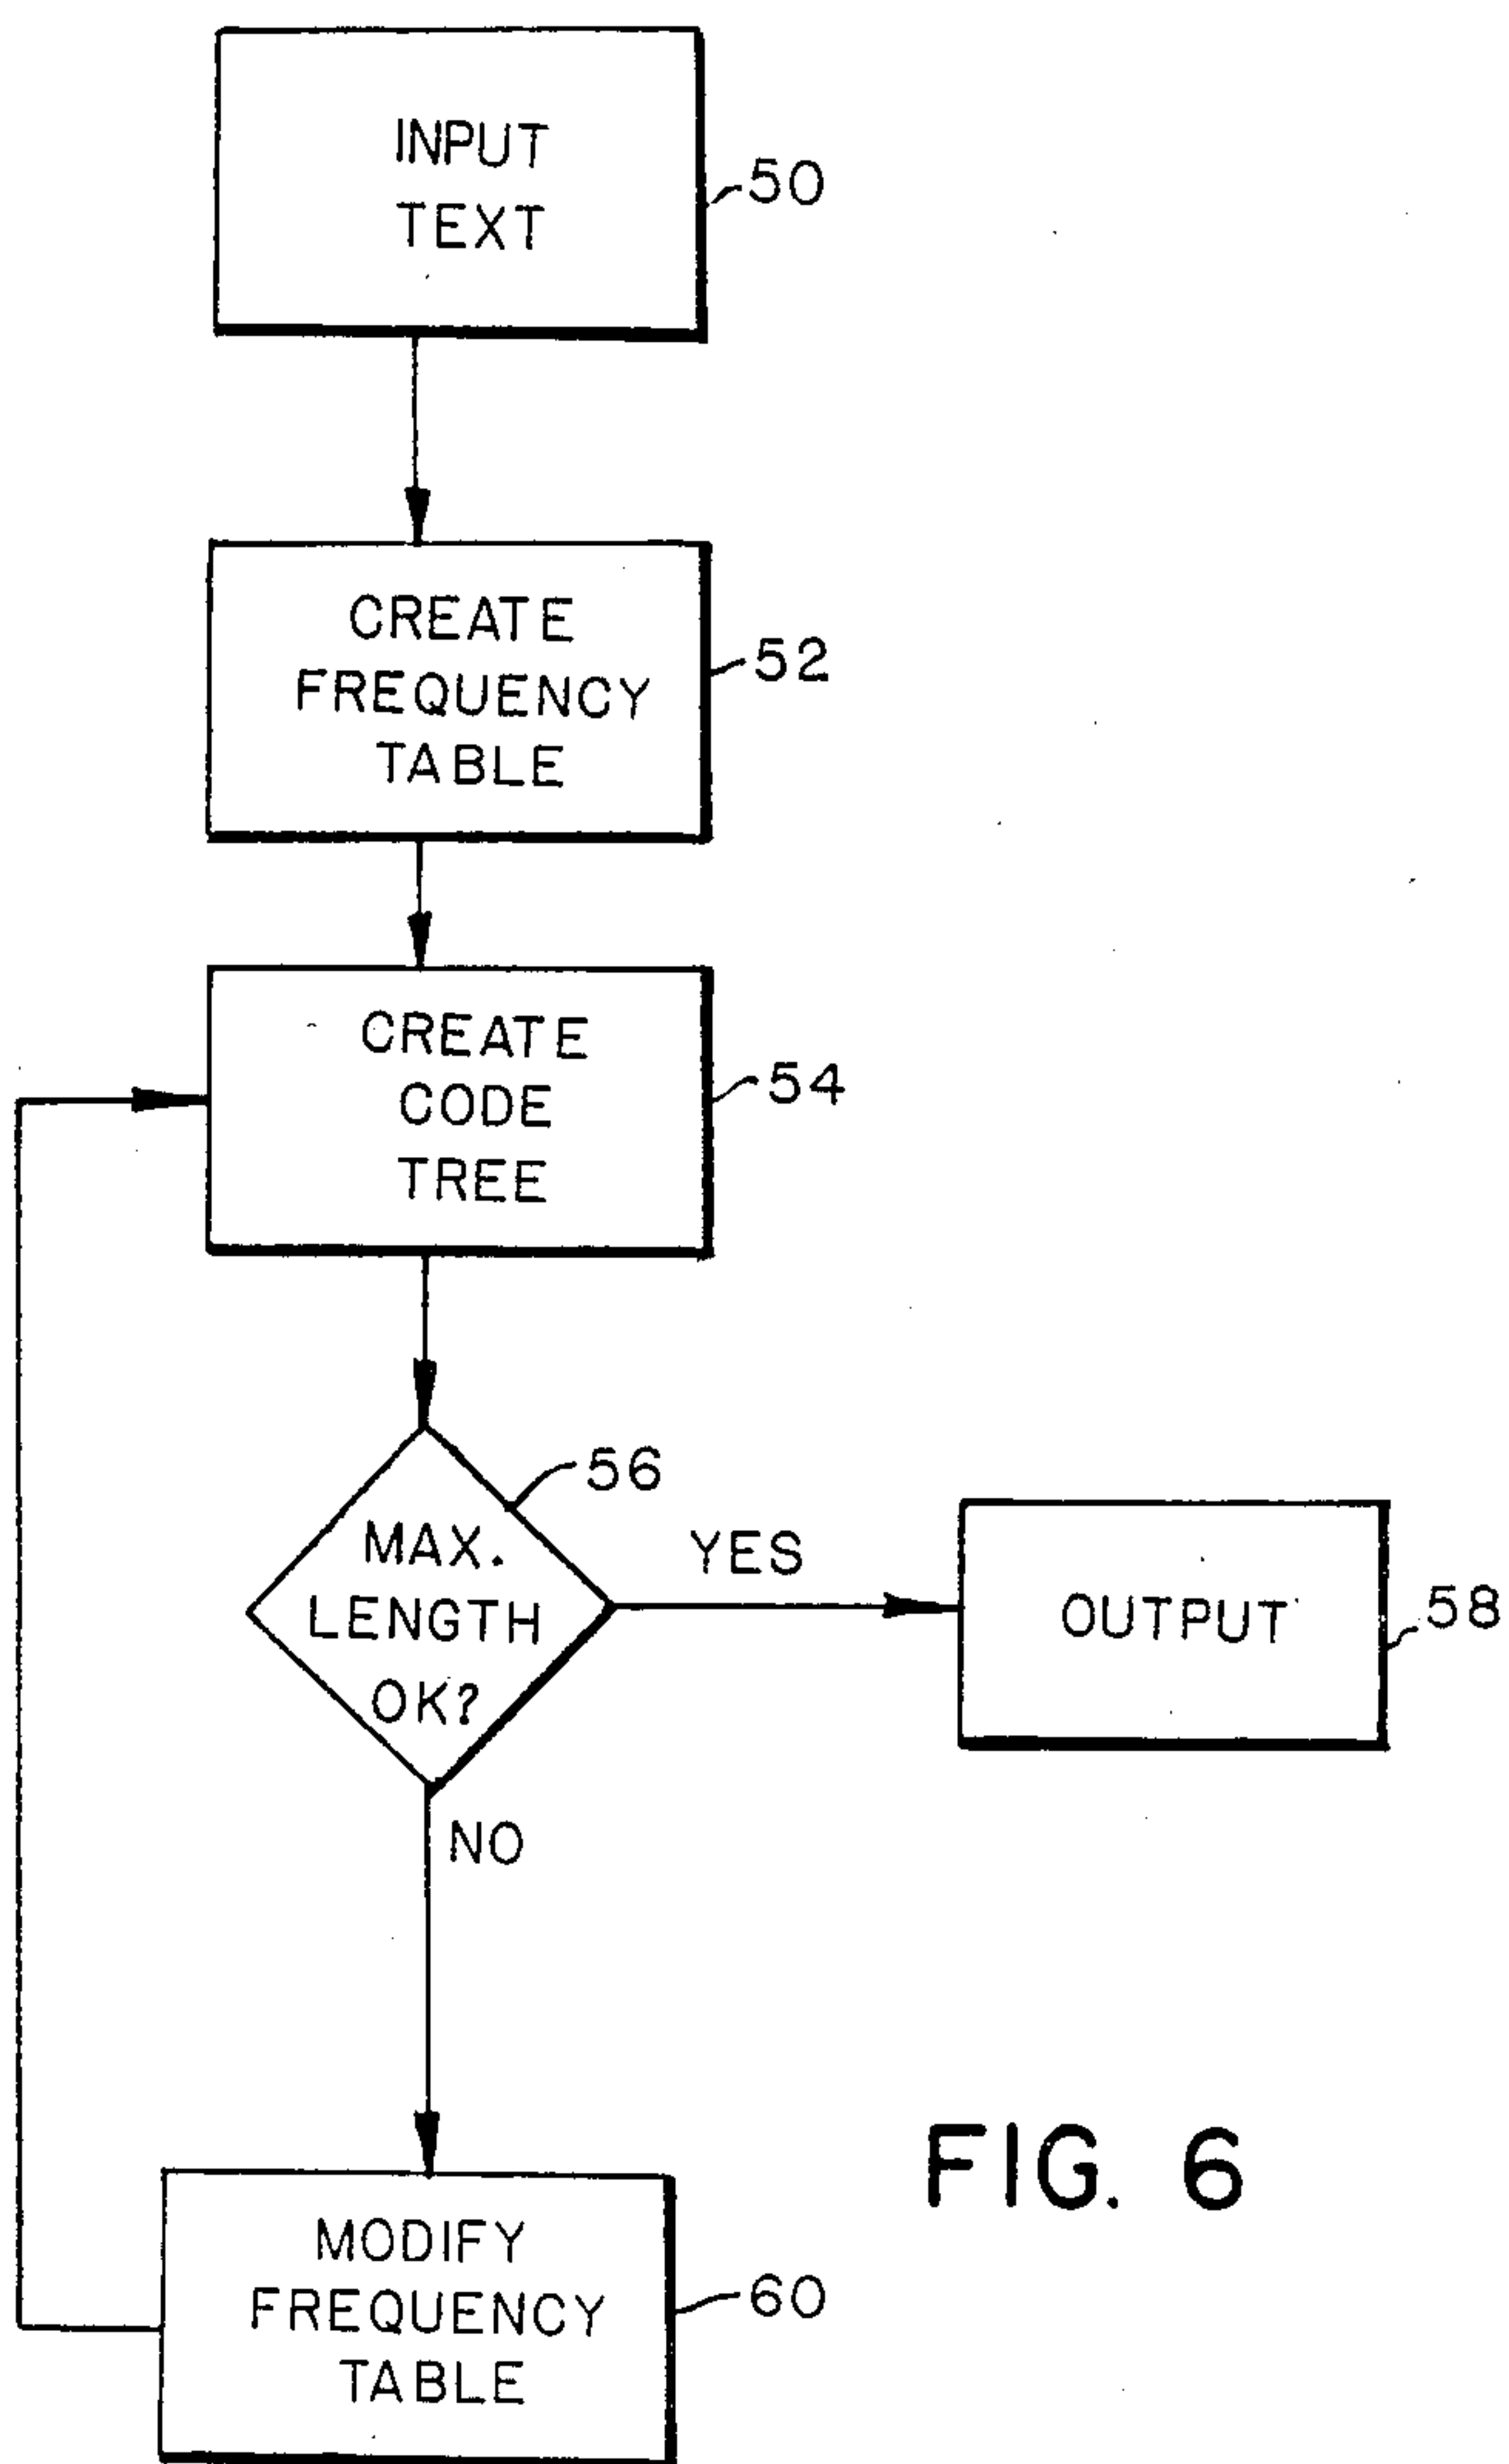 INPUT
TEXT
50
CREATE
FREQUENCY
TABLE
52
CREATE
CODE
TREE
54
56
MAX.
LENGTH
OK?
YES
OUTPUT
58
NO
MODIFY
FREQUENCY
TABLE
60
FIG. 6